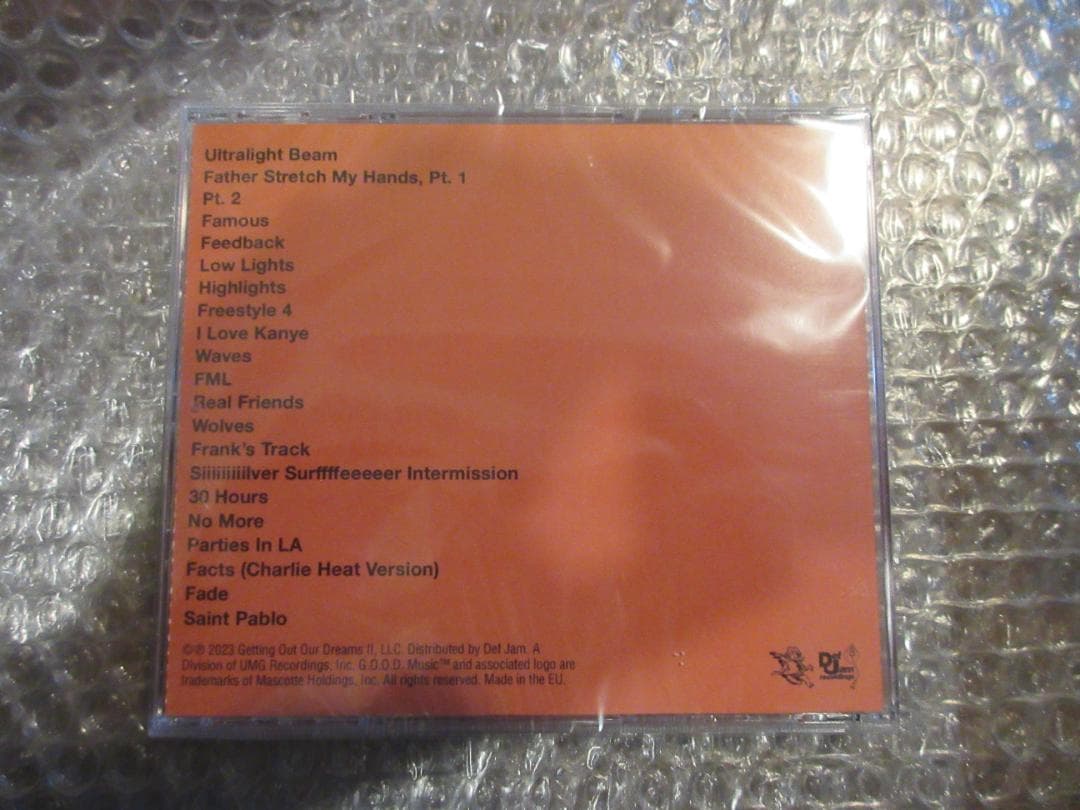 Ultralight Beam
Father Stretch My Hands, Pt. 1
Pt. 2
Famous
Feedback
Low Lights
Highlights
Freestyle 4
I Love Kanye
Waves
FML
Real Friends
Wolves
Frank's Track
Siiiiiiiiilver Surffffeeeeer Intermission
30 Hours
No More
Parties In LA
Facts (Charlie Heat Version)
Fade
Saint Pablo
©℗ 2023 Getting Out Our Dreams II, LLC. Distributed by Def Jam. A
Division of UMG Recordings, Inc. G.O.O.D. Music™ and associated logo are
trademarks of Mascotte Holdings, Inc. All rights reserved. Made in the EU.
Def Jam
recordings